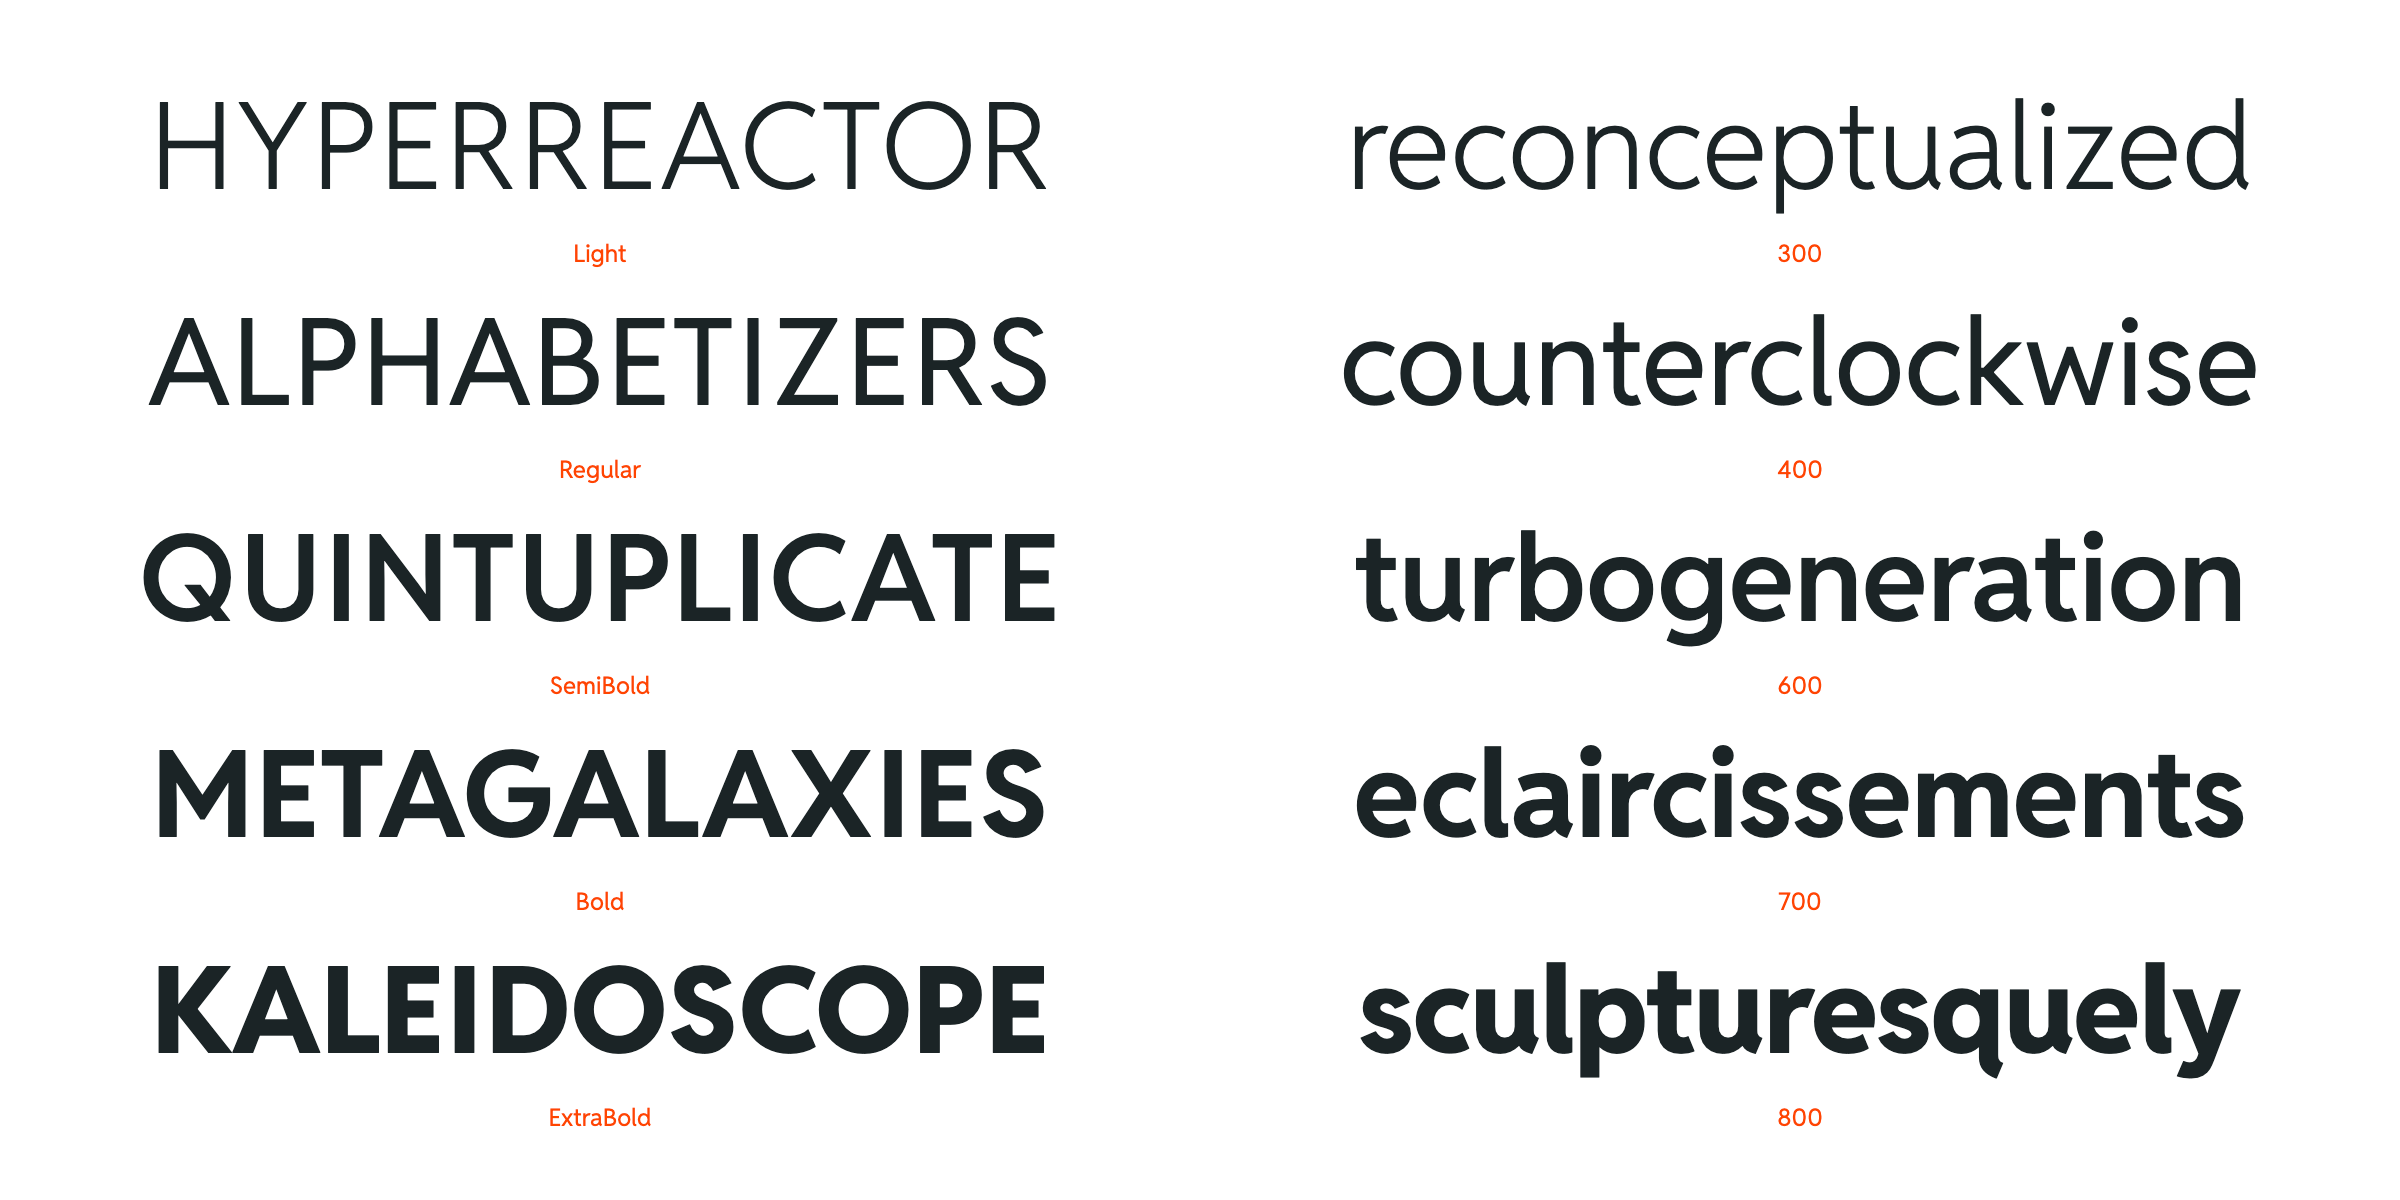 HYPERREACTOR reconceptualized
Light 300
ALPHABETIZERS counterclockwise
Regular 400
QUINTUPLICATE turbogeneration
SemiBold 600
METAGALAXIES eclaircissements
Bold 700
KALEIDOSCOPE sculpturesquely
ExtraBold 800